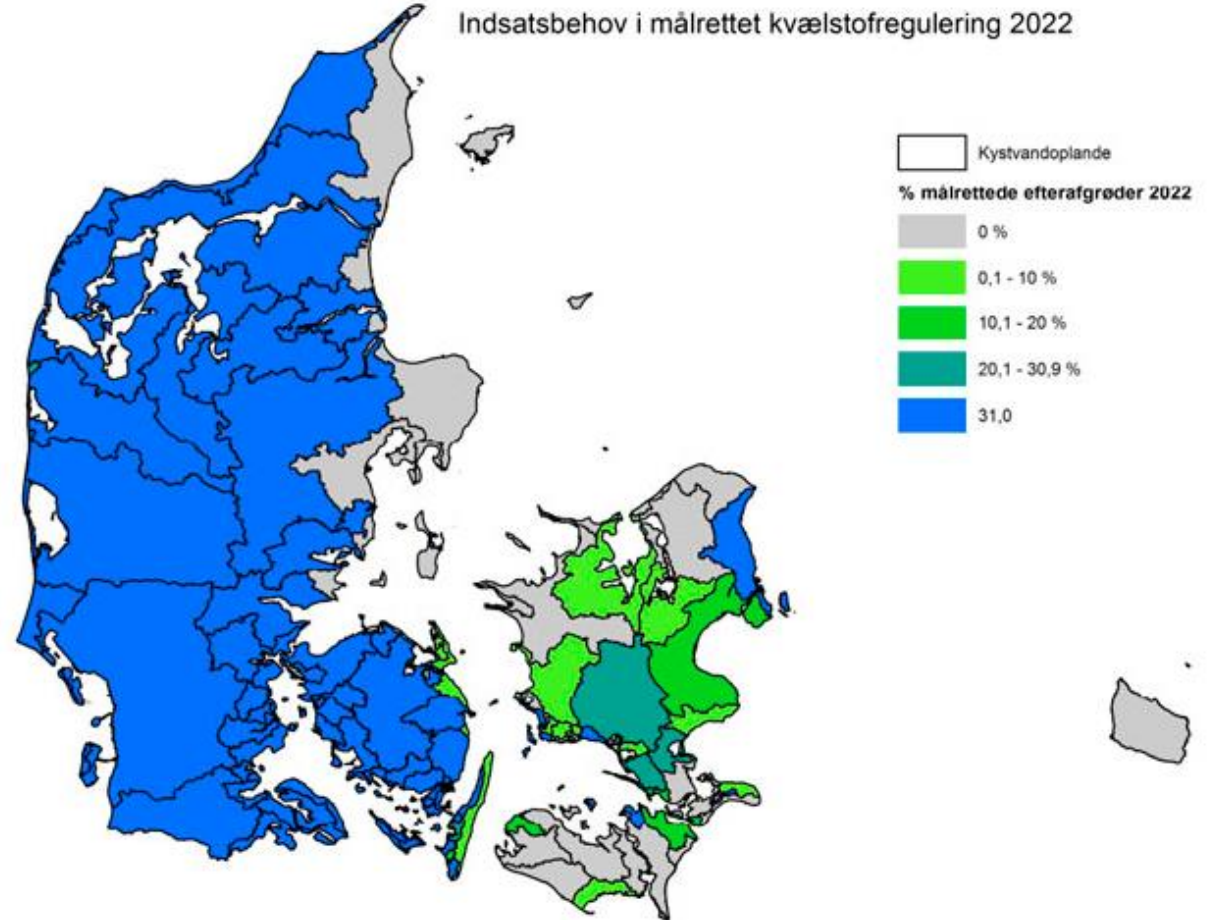 Indsatsbehov i målrettet kvælstofregulering 2022
Kystvandoplande
% målrettede efterafgrøder 2022
0 %
0,1 - 10 %
10,1 - 20 %
20,1 - 30,9 %
31,0